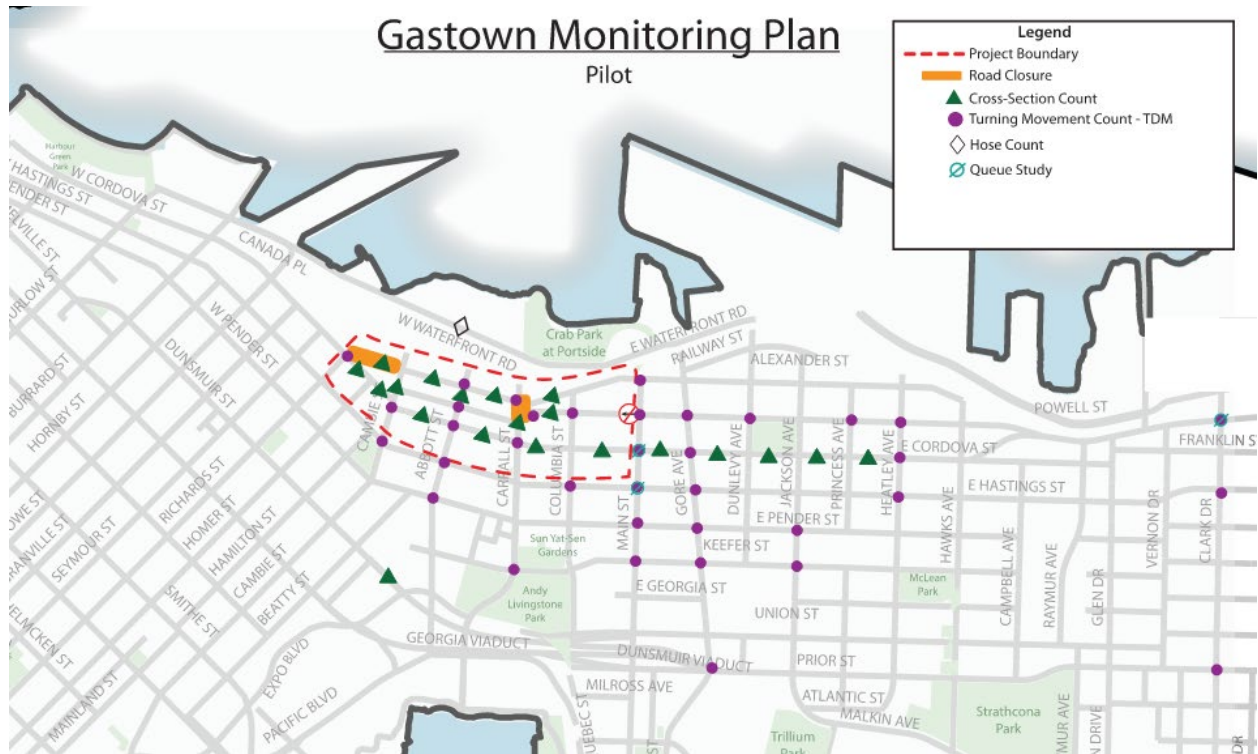 Gastown Monitoring Plan
Pilot
Legend
Project Boundary
Road Closure
Cross-Section Count
Turning Movement Count - TDM
Hose Count
Queue Study
Harbour
Green
Park
W CORDOVA ST
HASTINGS ST
ENDER ST
ELVILLE ST
CANADA PL
W PENDER ST
DUNSMUIR ST
BURRARD ST
HORNBY ST
W WATERFRONT RD
Crab Park
at Portside
E WATERFRONT RD
RAILWAY ST
ALEXANDER ST
POWELL ST
FRANKLIN S
E CORDOVA ST
CAMBIE
ABBOTT ST
CARRALL ST
COLUMBIA ST
MAIN ST
GORE AVE
DUNLEVY AVE
JACKSON AVE
PRINCESS AVE
HEATLEY AVE
HAWKS AVE
CAMPBELL AVE
RAYMUR AVE
GLEN DR
VERNON DR
CLARK DR
E HASTINGS ST
E PENDER ST
KEEFER ST
E GEORGIA ST
UNION ST
Sun Yat-Sen
Gardens
Andy
Livingstone
Park
McLean
Park
RICHARDS ST
HOMER ST
HAMILTON ST
CAMBIE ST
BEATTY ST
SEYMOUR ST
SMITHE ST
MAINLAND ST
EXPO BLVD
PACIFIC BLVD
GEORGIA VIADUCT
DUNSMUIR VIADUCT
PRIOR ST
MILROSS AVE
ATLANTIC ST
MALKIN AVE
Trillium
Park
Strathcona
Park